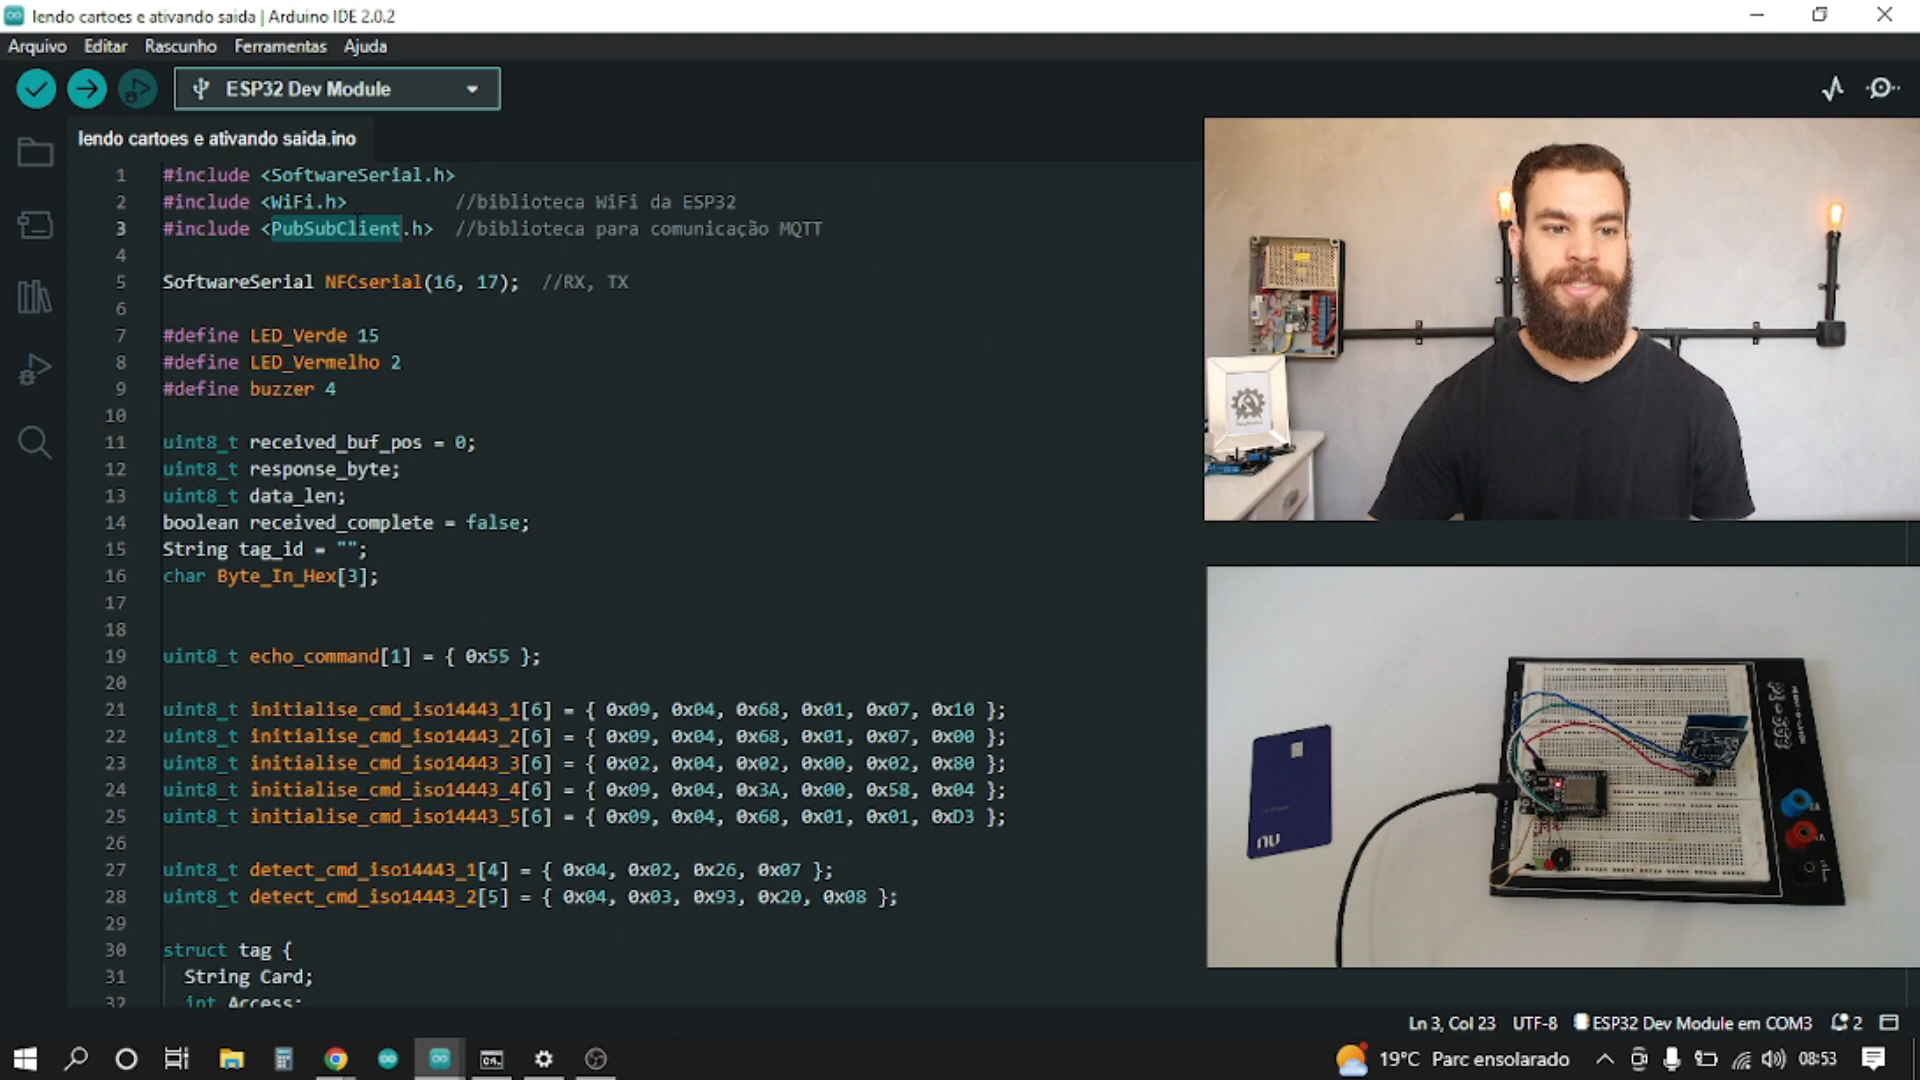 lendo cartoes e ativando saida | Arduino IDE 2.0.2
Arquivo Editar Rascunho Ferramentas Ajuda
ESP32 Dev Module
lendo cartoes e ativando saida.ino
1 #include <SoftwareSerial.h>
2 #include <WiFi.h> //biblioteca WiFi da ESP32
3 #include <PubSubClient.h> //biblioteca para comunicação MQTT
4
5 SoftwareSerial NFCserial(16, 17); //RX, TX
6
7 #define LED_Verde 15
8 #define LED_Vermelho 2
9 #define buzzer 4
10
11 uint8_t received_buf_pos = 0;
12 uint8_t response_byte;
13 uint8_t data_len;
14 boolean received_complete = false;
15 String tag_id = "";
16 char Byte_In_Hex[3];
17
18
19 uint8_t echo_command[1] = { 0x55 };
20
21 uint8_t initialise_cmd_iso14443_1[6] = { 0x09, 0x04, 0x68, 0x01, 0x07, 0x10 };
22 uint8_t initialise_cmd_iso14443_2[6] = { 0x09, 0x04, 0x68, 0x01, 0x07, 0x00 };
23 uint8_t initialise_cmd_iso14443_3[6] = { 0x02, 0x04, 0x02, 0x00, 0x02, 0x80 };
24 uint8_t initialise_cmd_iso14443_4[6] = { 0x09, 0x04, 0x3A, 0x00, 0x58, 0x04 };
25 uint8_t initialise_cmd_iso14443_5[6] = { 0x09, 0x04, 0x68, 0x01, 0x01, 0xD3 };
26
27 uint8_t detect_cmd_iso14443_1[4] = { 0x04, 0x02, 0x26, 0x07 };
28 uint8_t detect_cmd_iso14443_2[5] = { 0x04, 0x03, 0x93, 0x20, 0x08 };
29
30 struct tag {
31 String Card;
32 int Access;
nu
Ln 3, Col 23 UTF-8 ESP32 Dev Module em COM3 2
19°C Parc ensolarado 08:53